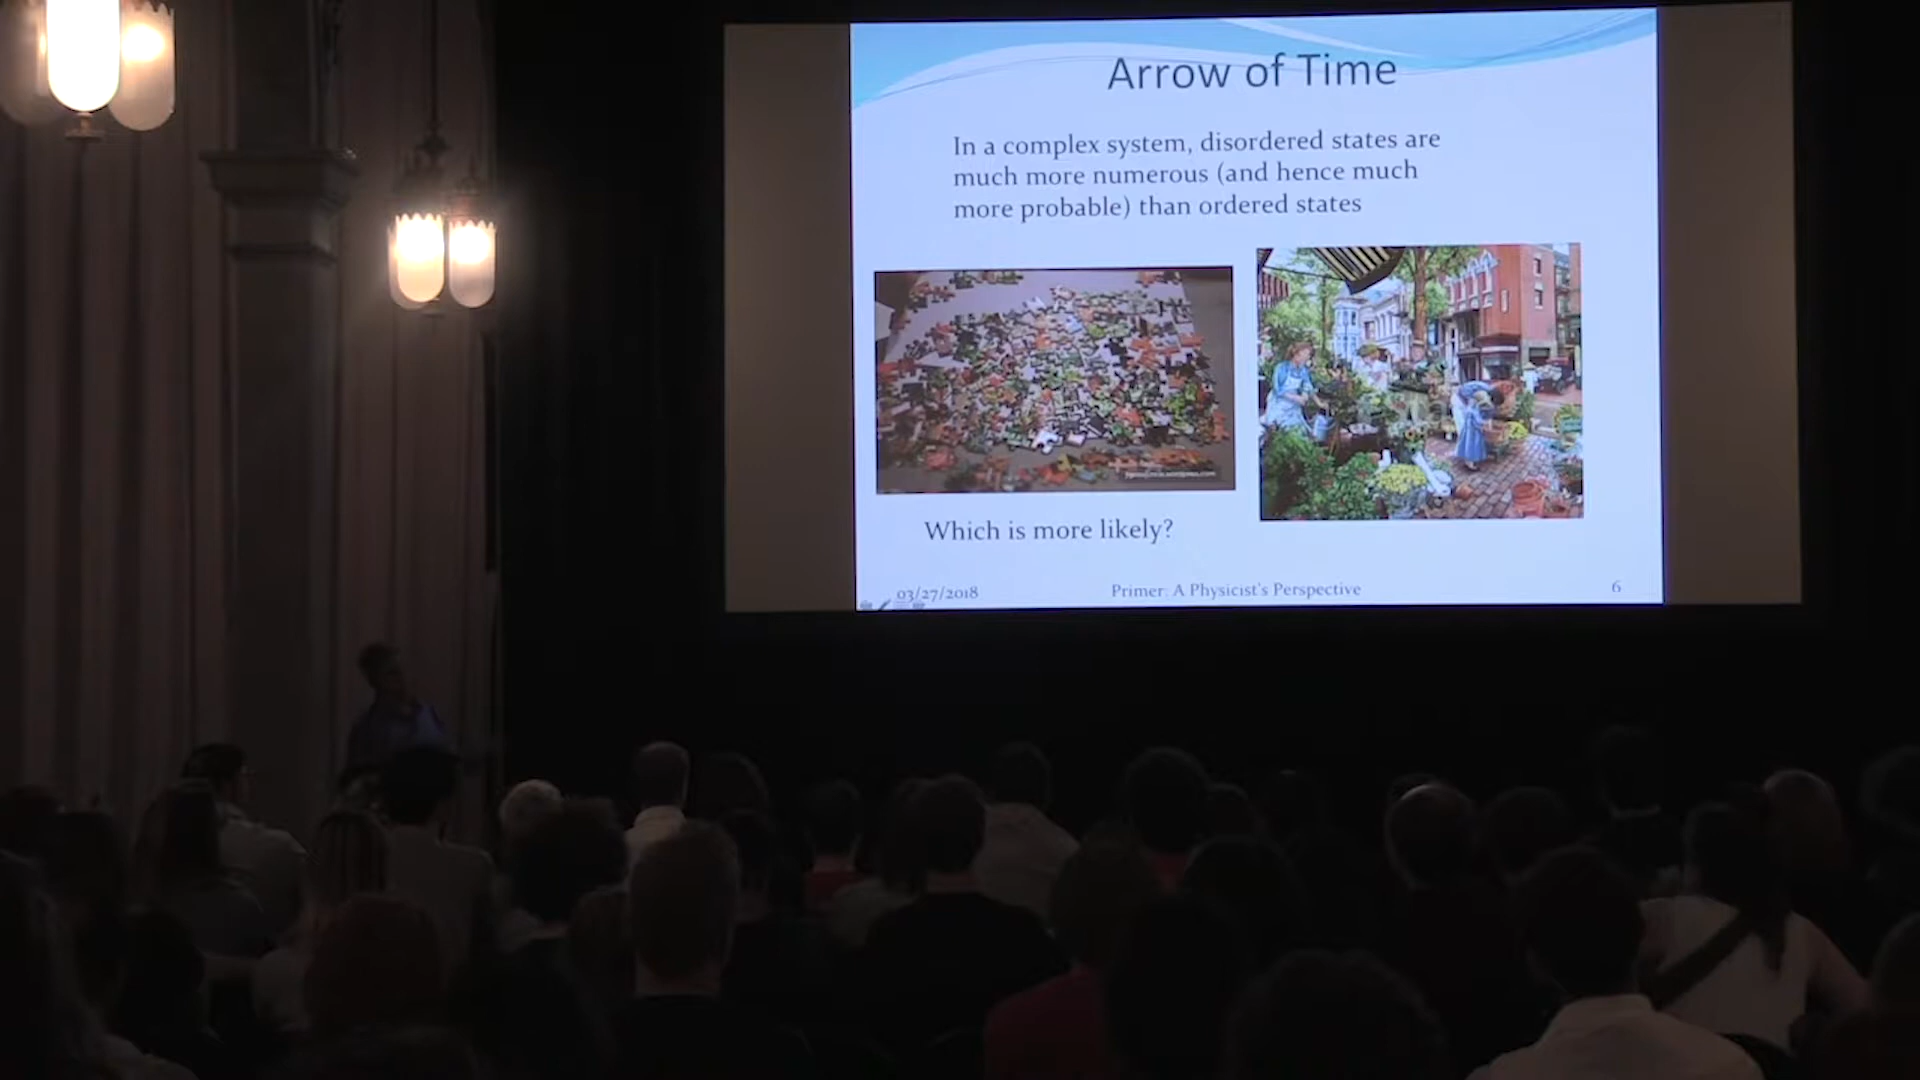 Arrow of Time
In a complex system, disordered states are
much more numerous (and hence much
more probable) than ordered states
Which is more likely?
03/27/2018
Primer: A Physicist's Perspective
6